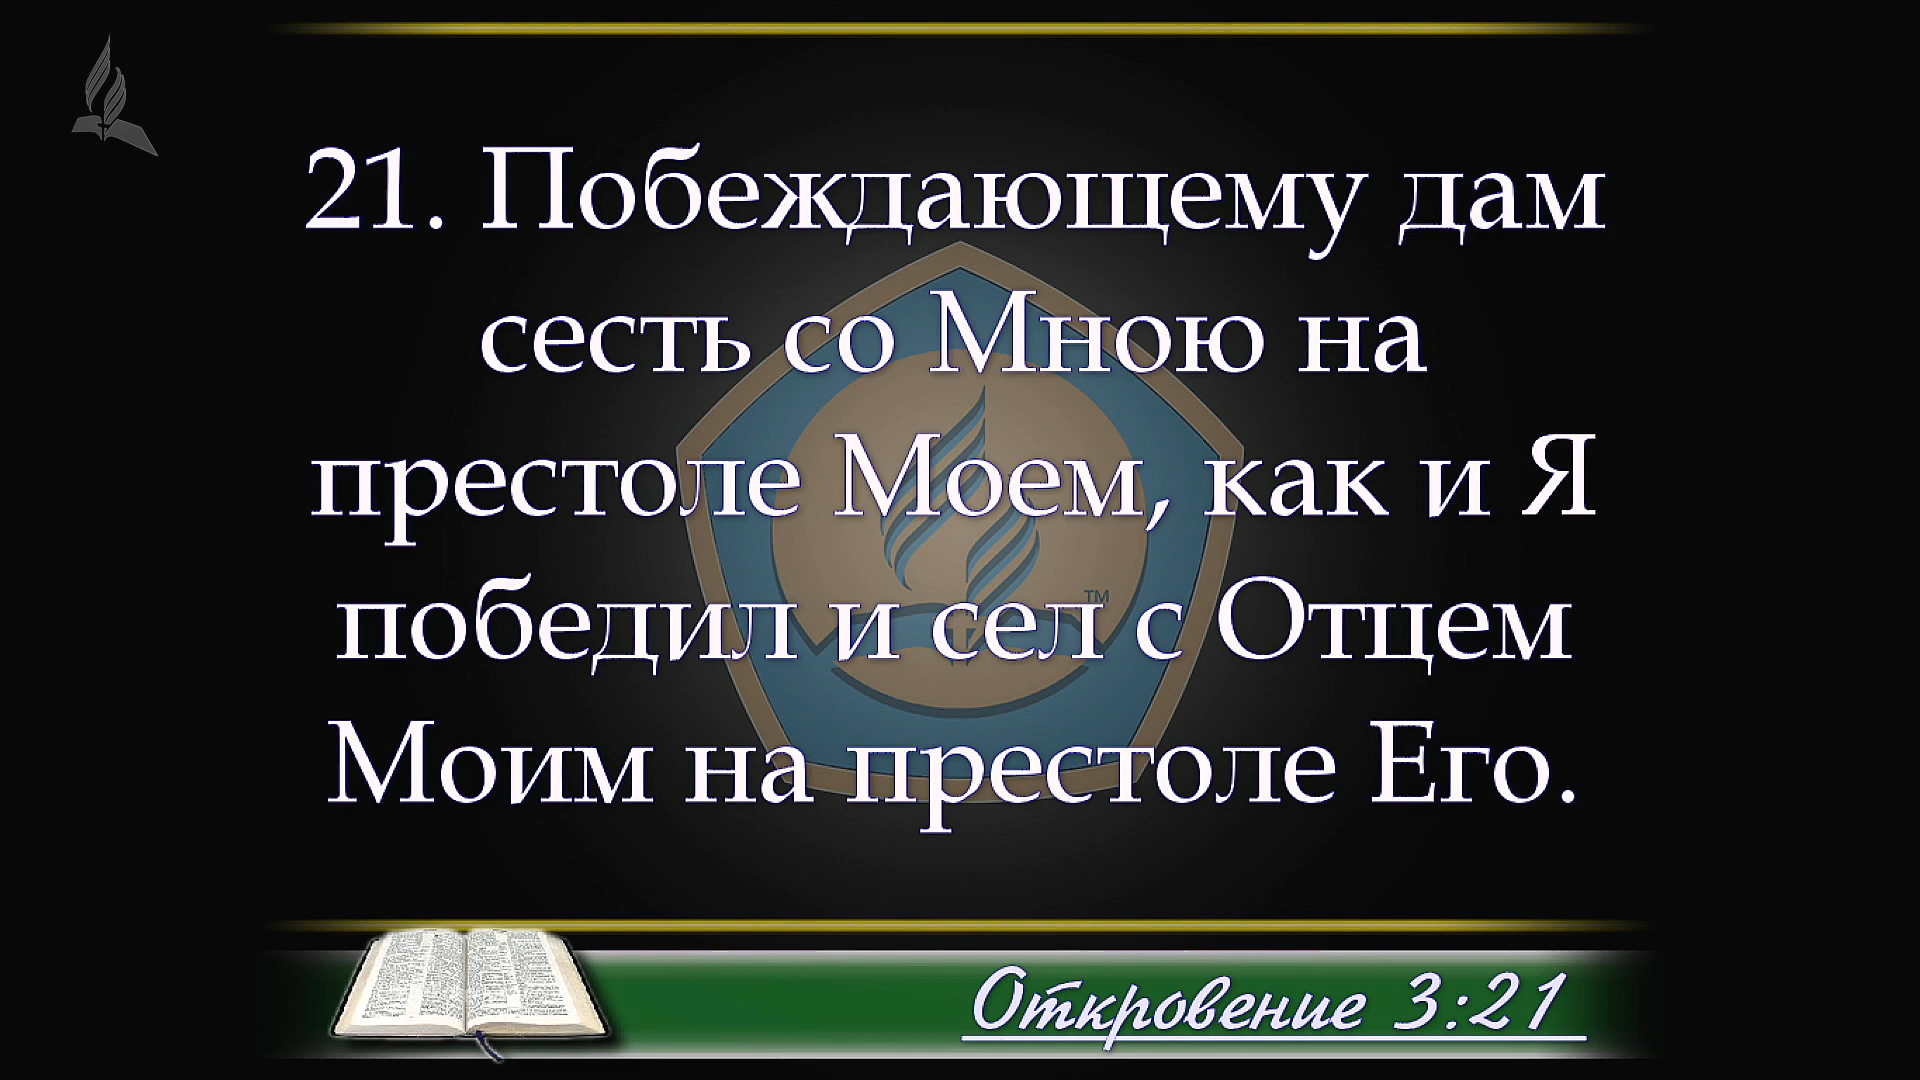 21. Побеждающему дам
сесть со Мною на
престоле Моем, как и Я
победил и сел с Отцем
Моим на престоле Его.
TM
Откровение 3:21